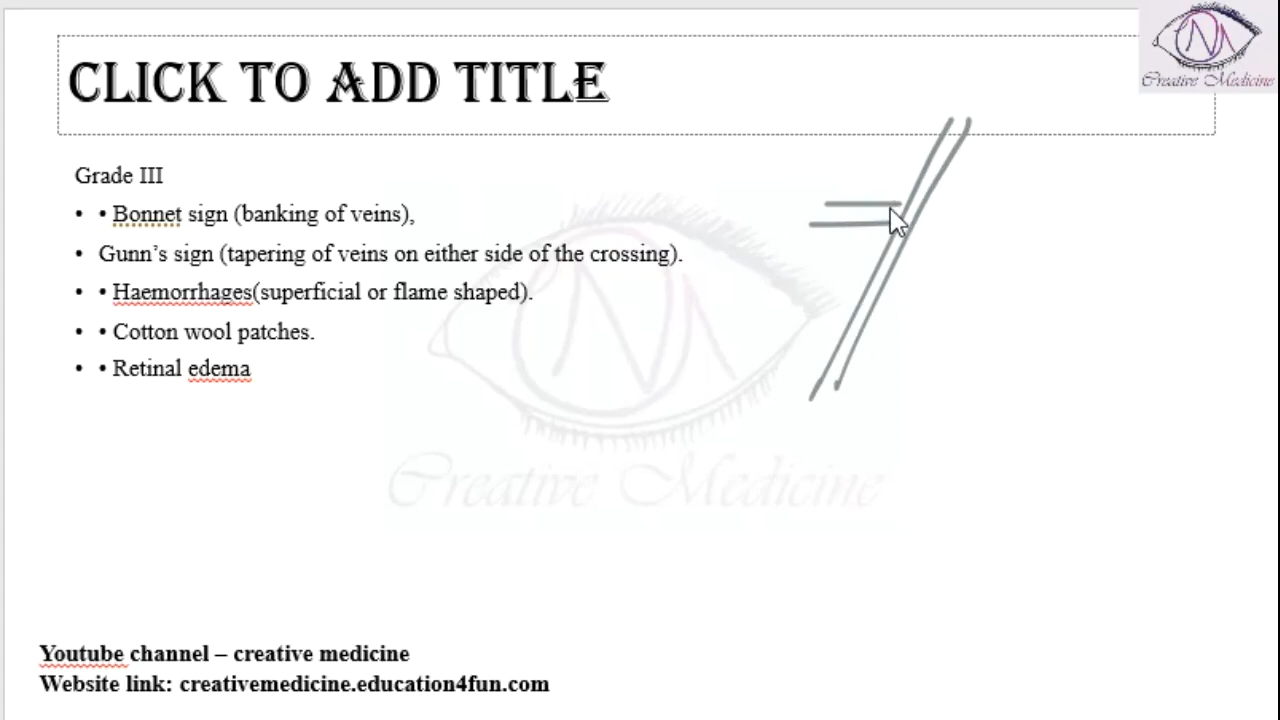 Creative Medicine
CLICK TO ADD TITLE
Grade III
• • Bonnet sign (banking of veins),
• Gunn’s sign (tapering of veins on either side of the crossing).
• • Haemorrhages(superficial or flame shaped).
• • Cotton wool patches.
• • Retinal edema
Creative Medicine
Youtube channel – creative medicine
Website link: creativemedicine.education4fun.com